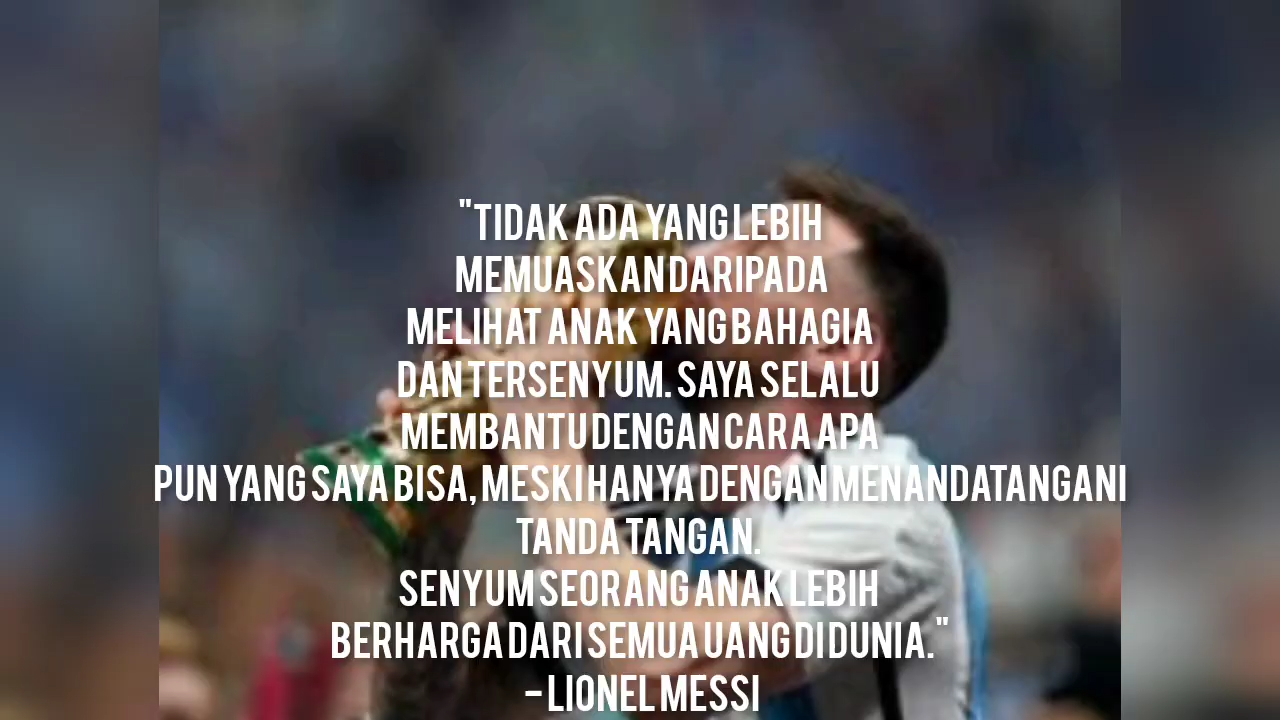 "TIDAK ADA YANG LEBIH
MEMUASKAN DARIPADA
MELIHAT ANAK YANG BAHAGIA
DAN TERSENYUM. SAYA SELALU
MEMBANTU DENGAN CARA APA
PUN YANG SAYA BISA, MESKI HANYA DENGAN MENANDATANGANI
TANDA TANGAN.
SENYUM SEORANG ANAK LEBIH
BERHARGA DARI SEMUA UANG DI DUNIA."
- LIONEL MESSI